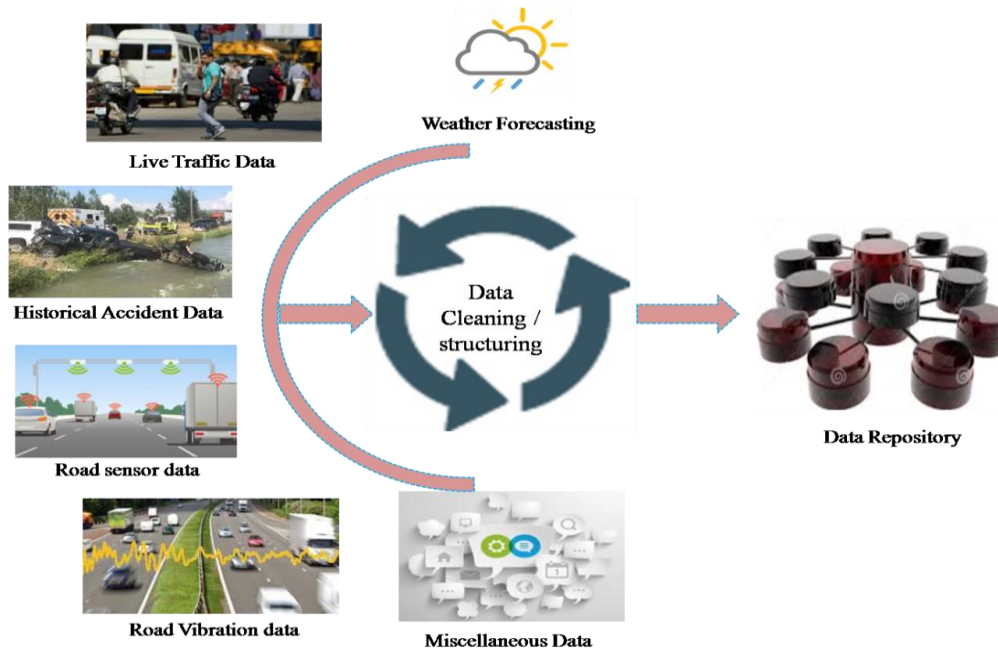 Weather Forecasting
Live Traffic Data
Historical Accident Data
Data
Cleaning /
structuring
Road sensor data
Data Repository
Road Vibration data
Miscellaneous Data